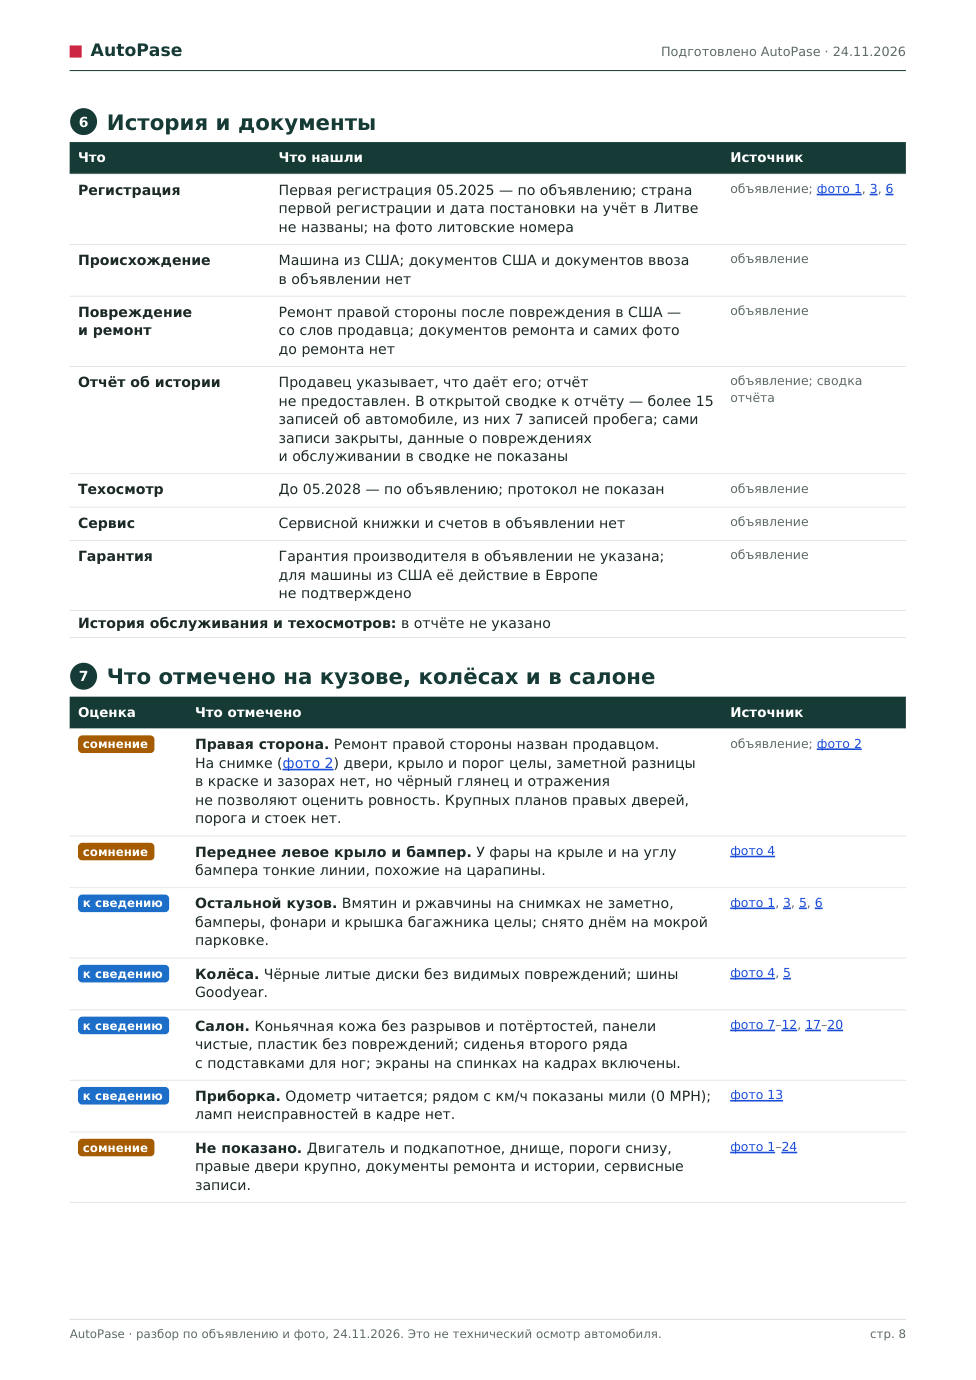 AutoPase
Подготовлено AutoPase · 24.11.2026
6 История и документы
Что Что нашли Источник
Регистрация Первая регистрация 05.2025 — по объявлению; страна объявление; фото 1, 3, 6
первой регистрации и дата постановки на учёт в Литве
не названы; на фото литовские номера
Происхождение Машина из США; документов США и документов ввоза объявление
в объявлении нет
Повреждение Ремонт правой стороны после повреждения в США — объявление
и ремонт со слов продавца; документов ремонта и самих фото
до ремонта нет
Отчёт об истории Продавец указывает, что даёт его; отчёт объявление; сводка
не предоставлен. В открытой сводке к отчёту — более 15 отчёта
записей об автомобиле, из них 7 записей пробега; сами
записи закрыты, данные о повреждениях
и обслуживании в сводке не показаны
Техосмотр До 05.2028 — по объявлению; протокол не показан объявление
Сервис Сервисной книжки и счетов в объявлении нет объявление
Гарантия Гарантия производителя в объявлении не указана; объявление
для машины из США её действие в Европе
не подтверждено
История обслуживания и техосмотров: в отчёте не указано
7 Что отмечено на кузове, колёсах и в салоне
Оценка Что отмечено Источник
сомнение Правая сторона. Ремонт правой стороны назван продавцом. объявление; фото 2
На снимке (фото 2) двери, крыло и порог целы, заметной разницы
в краске и зазорах нет, но чёрный глянец и отражения
не позволяют оценить ровность. Крупных планов правых дверей,
порога и стоек нет.
сомнение Переднее левое крыло и бампер. У фары на крыле и на углу фото 4
бампера тонкие линии, похожие на царапины.
к сведению Остальной кузов. Вмятин и ржавчины на снимках не заметно, фото 1, 3, 5, 6
бамперы, фонари и крышка багажника целы; снято днём на мокрой
парковке.
к сведению Колёса. Чёрные литые диски без видимых повреждений; шины фото 4, 5
Goodyear.
к сведению Салон. Коньячная кожа без разрывов и потёртостей, панели фото 7–12, 17–20
чистые, пластик без повреждений; сиденья второго ряда
с подставками для ног; экраны на спинках на кадрах включены.
к сведению Приборка. Одометр читается; рядом с км/ч показаны мили (0 MPH); фото 13
ламп неисправностей в кадре нет.
сомнение Не показано. Двигатель и подкапотное, днище, пороги снизу, фото 1–24
правые двери крупно, документы ремонта и истории, сервисные
записи.
AutoPase · разбор по объявлению и фото, 24.11.2026. Это не технический осмотр автомобиля. стр. 8